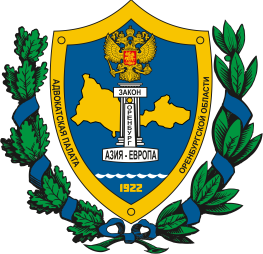 АДВОКАТСКАЯ ПАЛАТА
ОРЕНБУРГСКОЙ ОБЛАСТИ
ЗАКОН
ОРЕНБУРГ
АЗИЯ - ЕВРОПА
1922